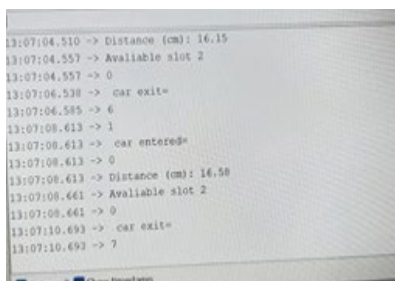 13:07:04.510 -> Distance (cm): 16.15
13:07:04.557 -> Avaliable slot 2
13:07:04.557 -> 0
13:07:06.538 -> car exit=
13:07:06.585 -> 6
13:07:08.613 -> 1
13:07:08.613 -> car entered=
13:07:08.613 -> 0
13:07:08.613 -> Distance (cm): 16.58
13:07:08.661 -> Avaliable slot 2
13:07:08.661 -> 0
13:07:10.693 -> car exit=
13:07:10.693 -> 7